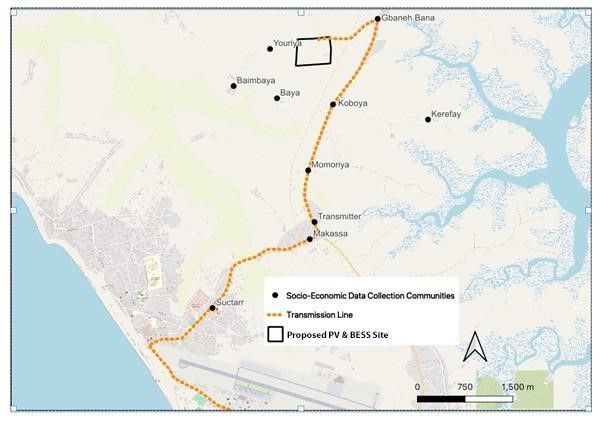 Gbaneh Bana
Youriya
Baimbaya
Baya
Koboya
Kerefay
Momoriya
Transmitter
Makassa
Suctarr
Socio-Economic Data Collection Communities
Transmission Line
Proposed PV & BESS Site
0 750 1,500 m